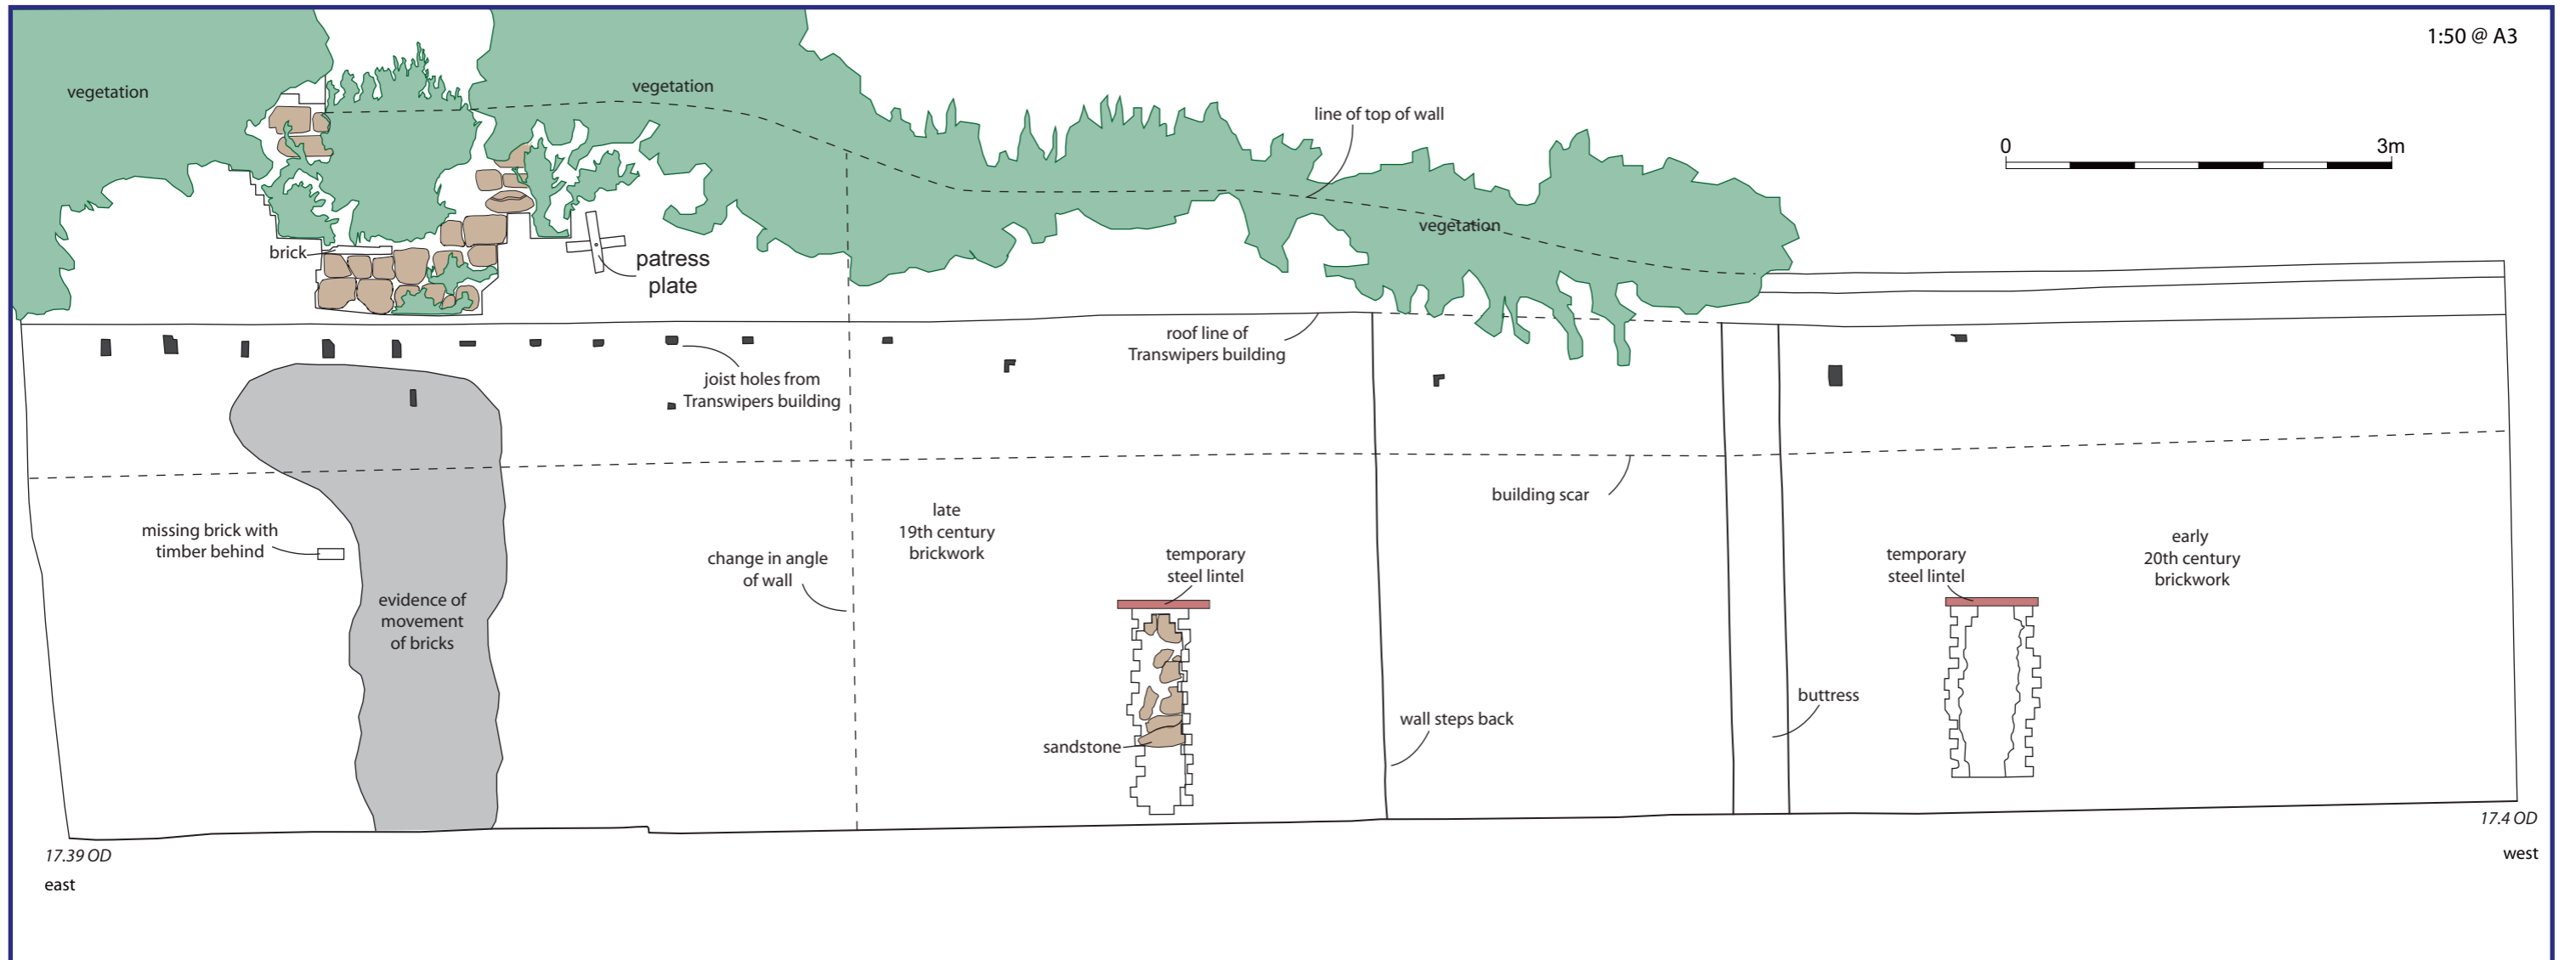 1:50 @ A3
vegetation
vegetation
line of top of wall
0
3m
vegetation
brick
patress
plate
roof line of
Transwipers building
joist holes from
Transwipers building
building scar
late
19th century
brickwork
missing brick with
timber behind
change in angle
of wall
temporary
steel lintel
temporary
steel lintel
early
20th century
brickwork
evidence of
movement
of bricks
buttress
wall steps back
sandstone
17.39 OD
east
17.4 OD
west